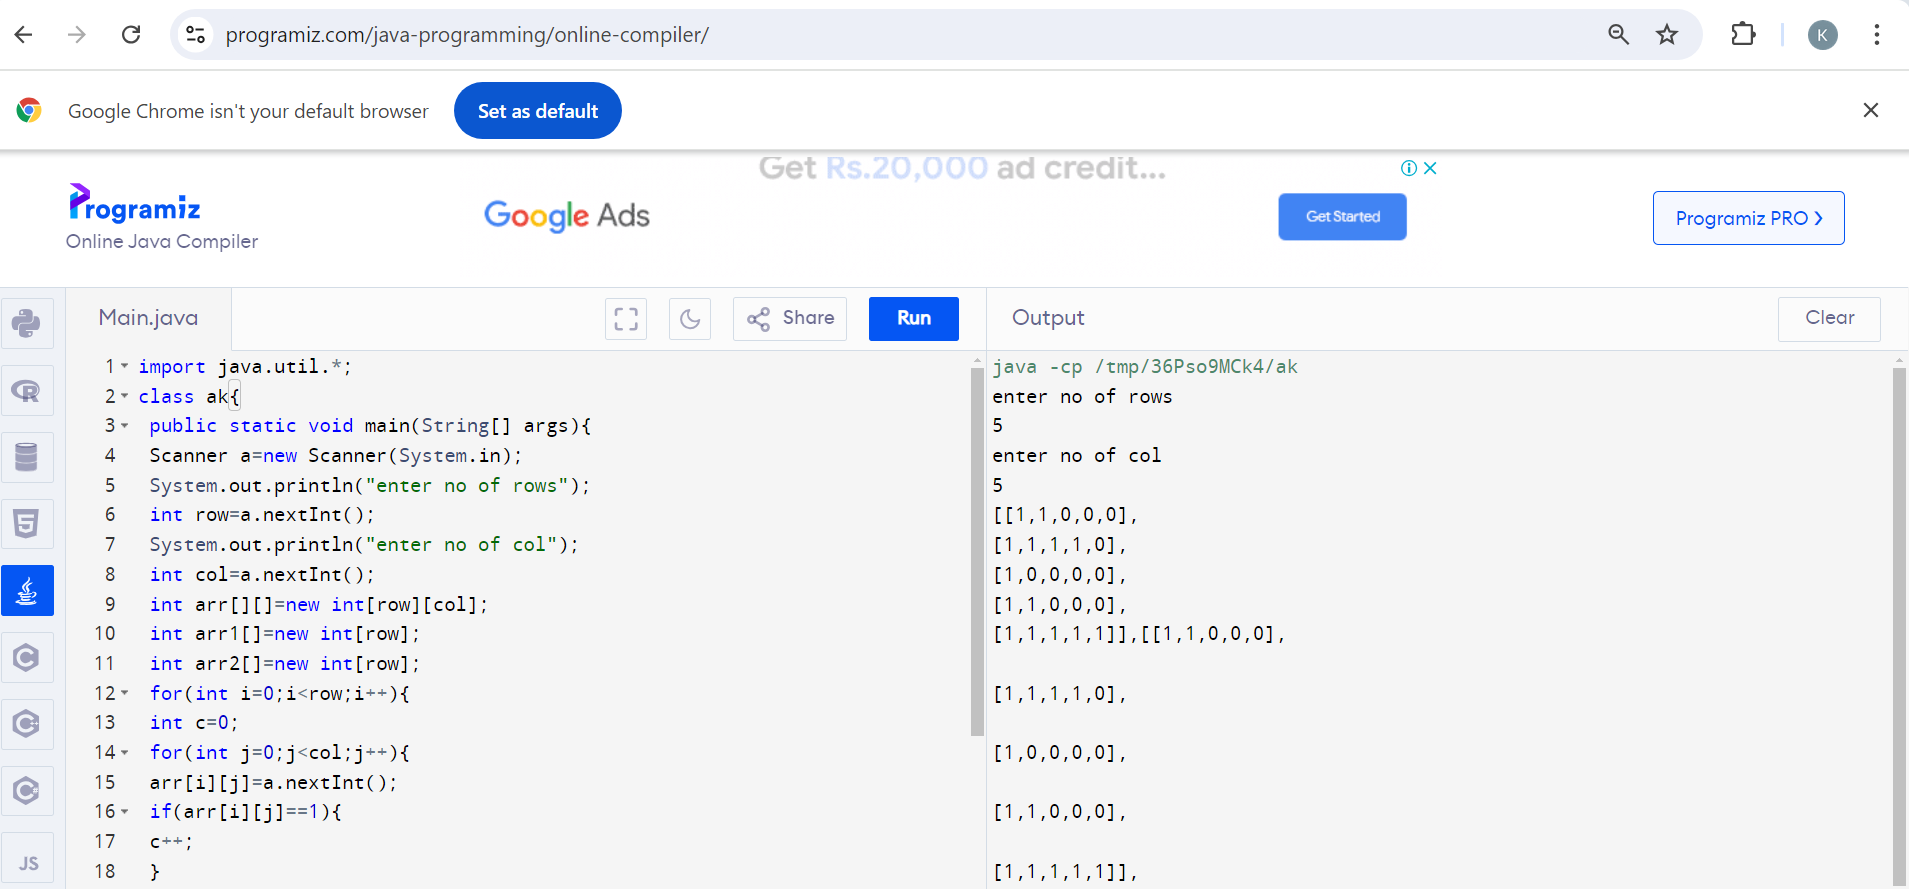 programiz.com/java-programming/online-compiler/
K
Google Chrome isn't your default browser
Set as default
Get Rs.20,000 ad credit...
Programiz
Online Java Compiler
Google Ads
Get Started
Programiz PRO
Main.java
Share
Run
Output
Clear
1 import java.util.*;
2 class ak{
3 public static void main(String[] args){
4 Scanner a=new Scanner(System.in);
5 System.out.println("enter no of rows");
6 int row=a.nextInt();
7 System.out.println("enter no of col");
8 int col=a.nextInt();
9 int arr[][]=new int[row][col];
10 int arr1[]=new int[row];
11 int arr2[]=new int[row];
12 for(int i=0;i<row;i++){
13 int c=0;
14 for(int j=0;j<col;j++){
15 arr[i][j]=a.nextInt();
16 if(arr[i][j]==1){
17 c++;
18 }
java -cp /tmp/36Pso9MCk4/ak
enter no of rows
5
enter no of col
5
[[1,1,0,0,0],
[1,1,1,1,0],
[1,0,0,0,0],
[1,1,0,0,0],
[1,1,1,1,1]],[[1,1,0,0,0],
[1,1,1,1,0],
[1,0,0,0,0],
[1,1,0,0,0],
[1,1,1,1,1]],
R
5
C
C
C
JS